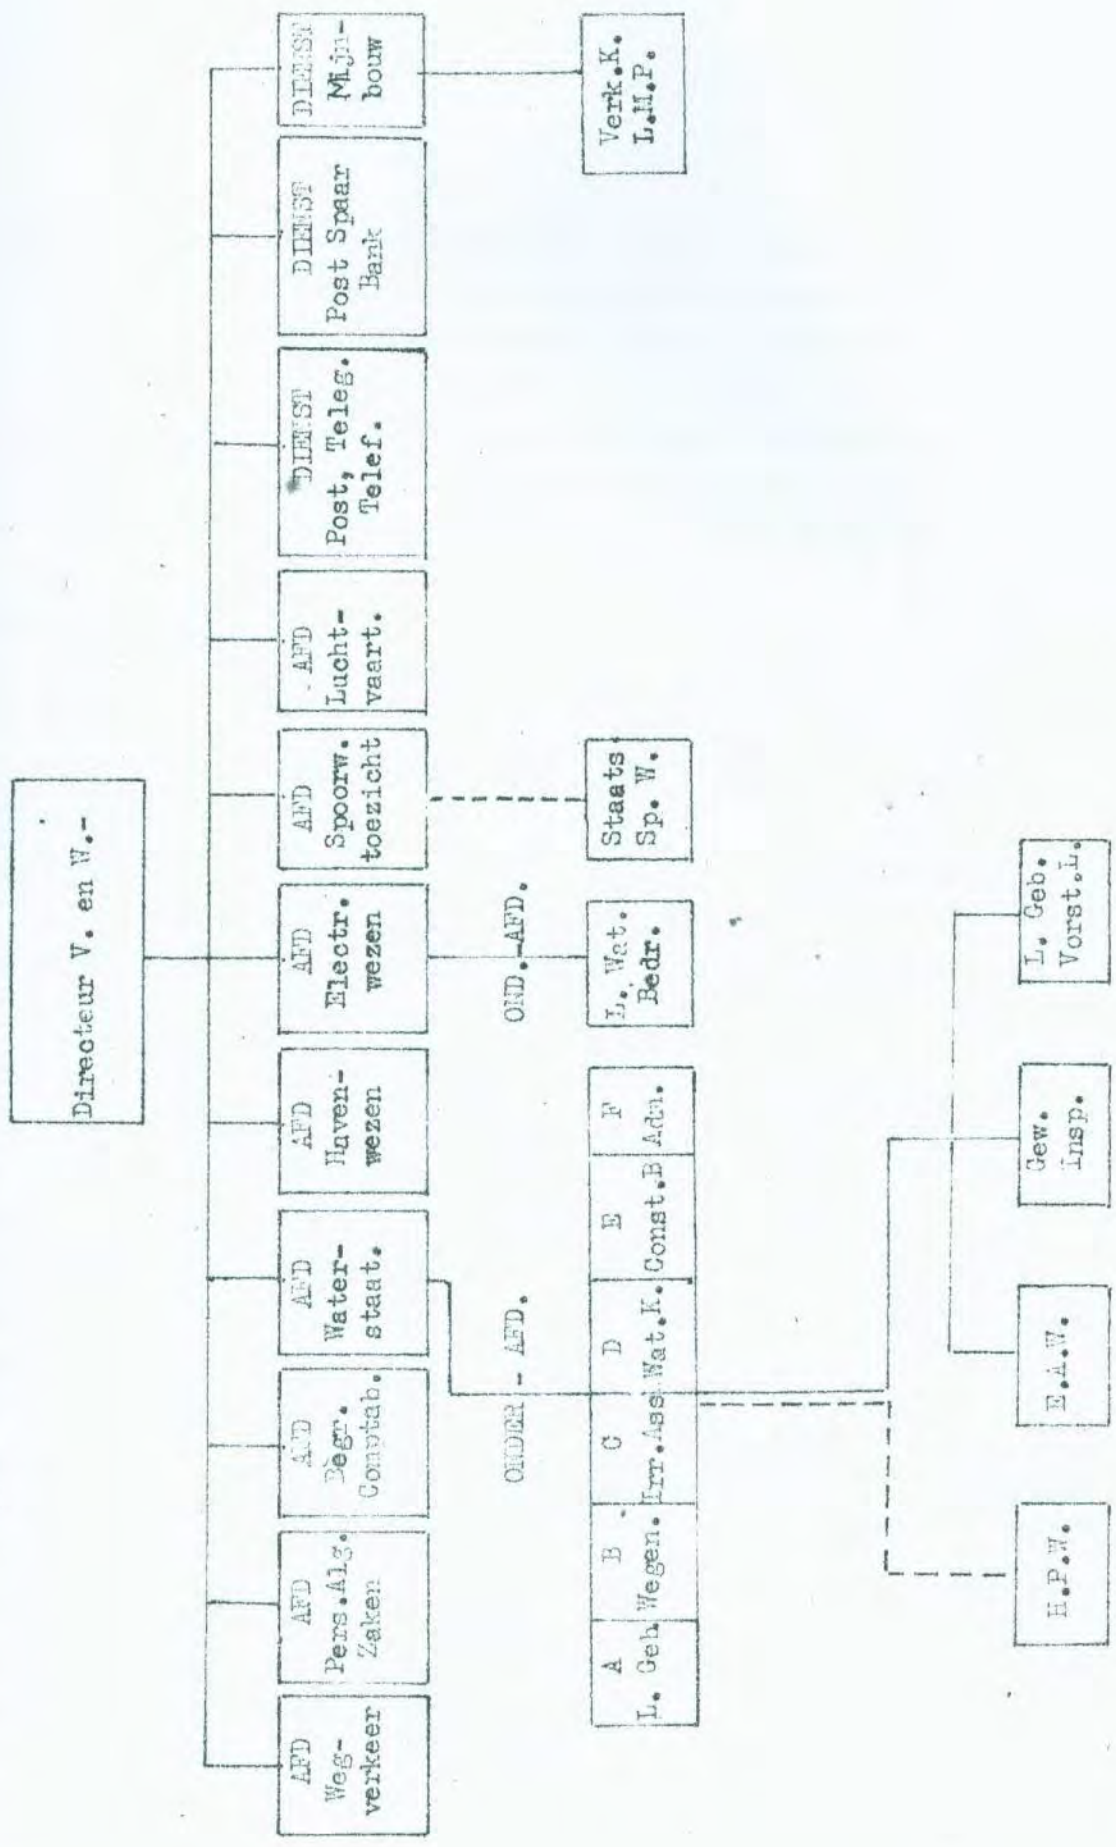 Directeur V. en W.-
AFD
Weg-
verkeer
AFD
Pers.Alg.
Zaken
AFD
Begr.
Comptab.
AFD
Water-
staat.
AFD
Haven-
wezen
AFD
Electr.
wezen
AFD
Spoorw.
toezicht
AFD
Lucht-
vaart.
DIENST
Post, Teleg.
Telef.
DIENST
Post Spaar
Bank
DIENST
Mijn-
bouw
ONDER - AFD.
OND.-AFD.
A
L. Geb.
B
Wegen.
C
Irr.Ass
D
Wat.K.
E
Const.B
F
Adm.
L. Wat.
Bedr.
Staats
Sp. W.
Verk.K.
L.M.P.
H.P.W.
E.A.W.
Gew.
Insp.
L. Geb.
Vorst.L.